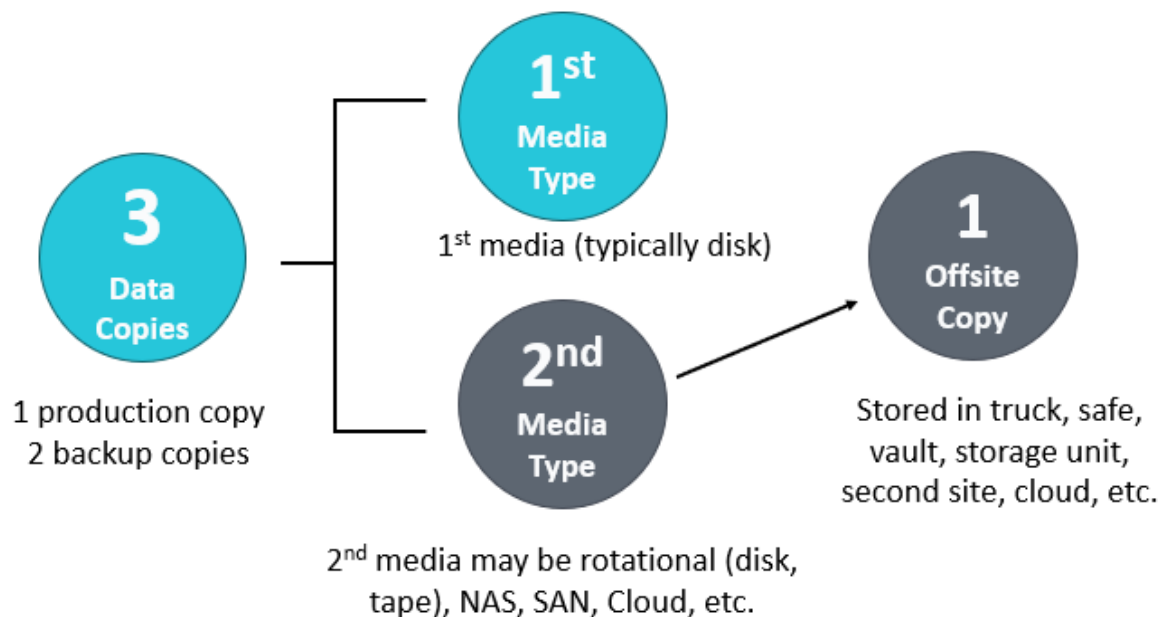 3
Data
Copies
1 production copy
2 backup copies
1st
Media
Type
1st media (typically disk)
2nd
Media
Type
2nd media may be rotational (disk,
tape), NAS, SAN, Cloud, etc.
1
Offsite
Copy
Stored in truck, safe,
vault, storage unit,
second site, cloud, etc.